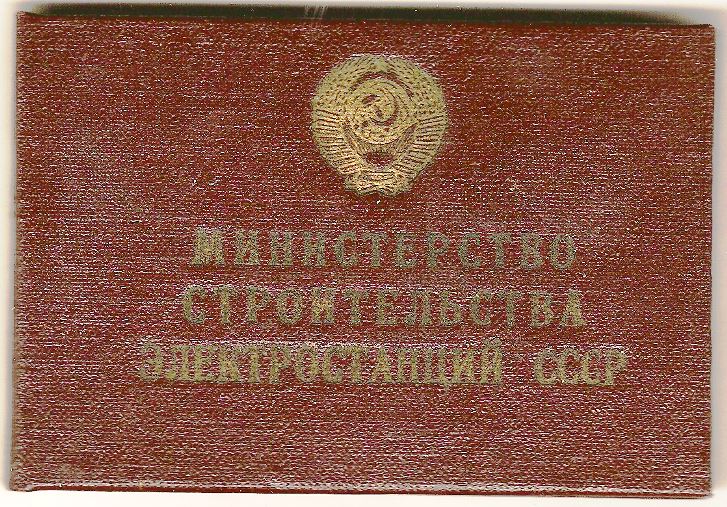 МИНИСТЕРСТВО
СТРОИТЕЛЬСТВА
ЭЛЕКТРОСТАНЦИЙ СССР